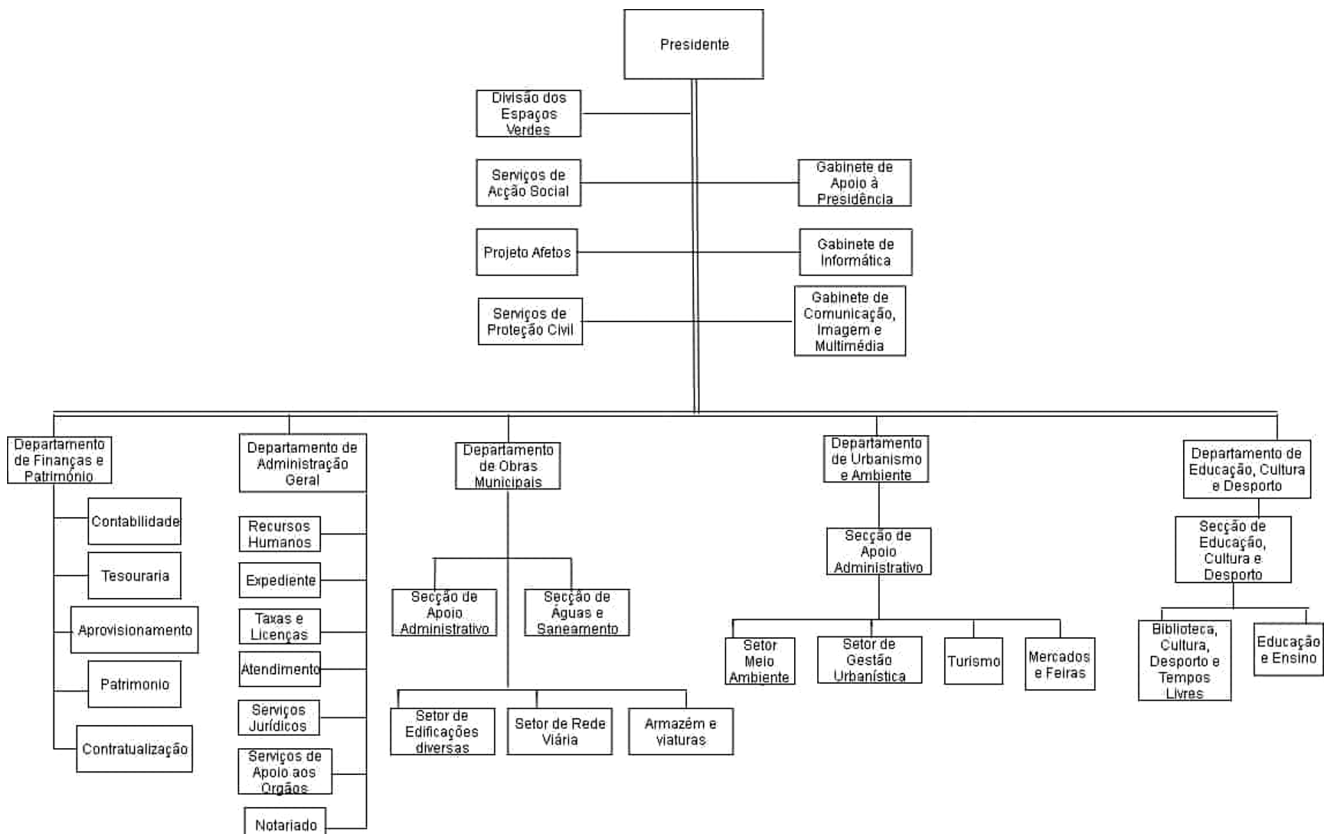 Presidente
Divisão dos
Espaços
Verdes
Serviços de
Acção Social
Gabinete de
Apoio à
Presidência
Projeto Afetos
Gabinete de
Informática
Serviços de
Proteção Civil
Gabinete de
Comunicação,
Imagem e
Multimédia
Departamento
de Finanças e
Património
Contabilidade
Tesouraria
Aprovisionamento
Patrimonio
Contratualização
Departamento de
Administração
Geral
Recursos
Humanos
Expediente
Taxas e
Licenças
Atendimento
Serviços
Jurídicos
Serviços de
Apoio aos
Orgãos
Notariado
Departamento
de Obras
Municipais
Secção de
Apoio
Administrativo
Secção de
Águas e
Saneamento
Setor de
Edificações
diversas
Setor de Rede
Viária
Armazém e
viaturas
Departamento
de Urbanismo
e Ambiente
Secção de
Apoio
Administrativo
Setor
Meio
Ambiente
Setor de
Gestão
Urbanística
Turismo
Mercados
e Feiras
Departamento de
Educação, Cultura
e Desporto
Secção de
Educação,
Cultura e
Desporto
Biblioteca,
Cultura,
Desporto e
Tempos
Livres
Educação
e Ensino